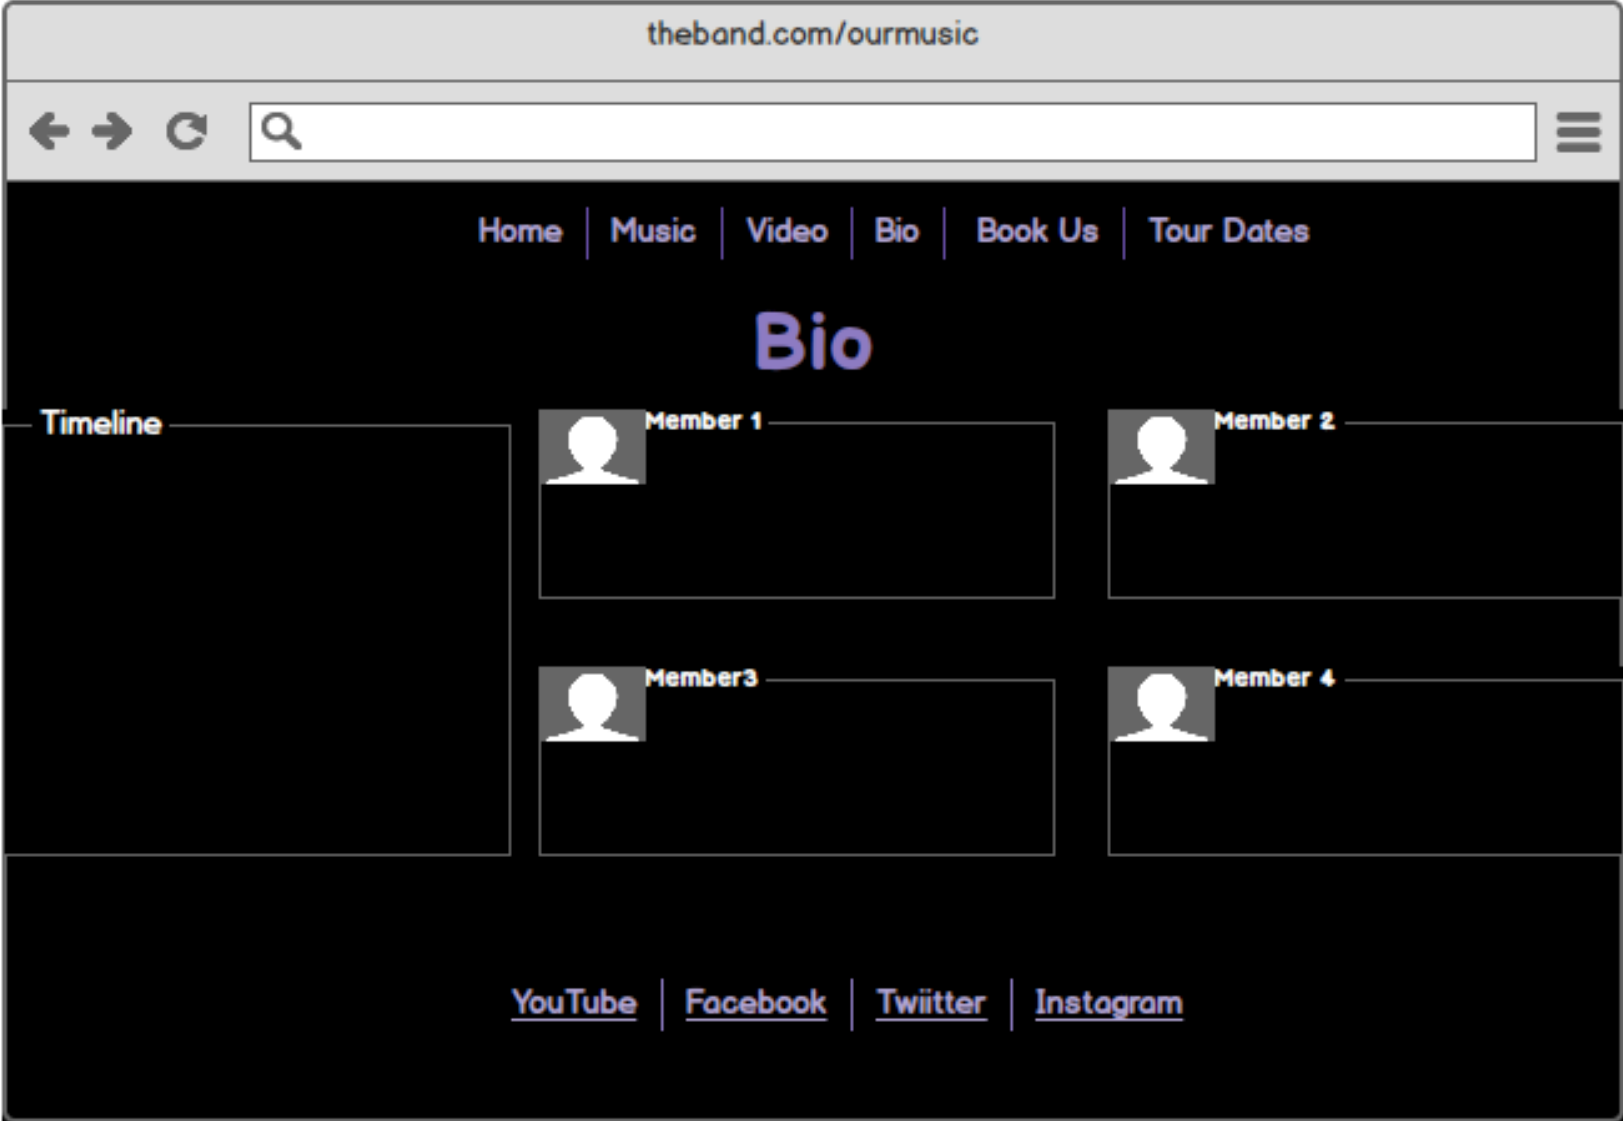 theband.com/ourmusic
Home Music Video Bio Book Us Tour Dates
Bio
Timeline
Member 1
Member 2
Member3
Member 4
YouTube Facebook Twiitter Instagram